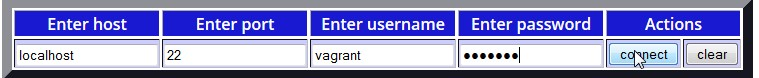 Enter host Enter port Enter username Enter password Actions
localhost 22 vagrant ••••••• connect clear